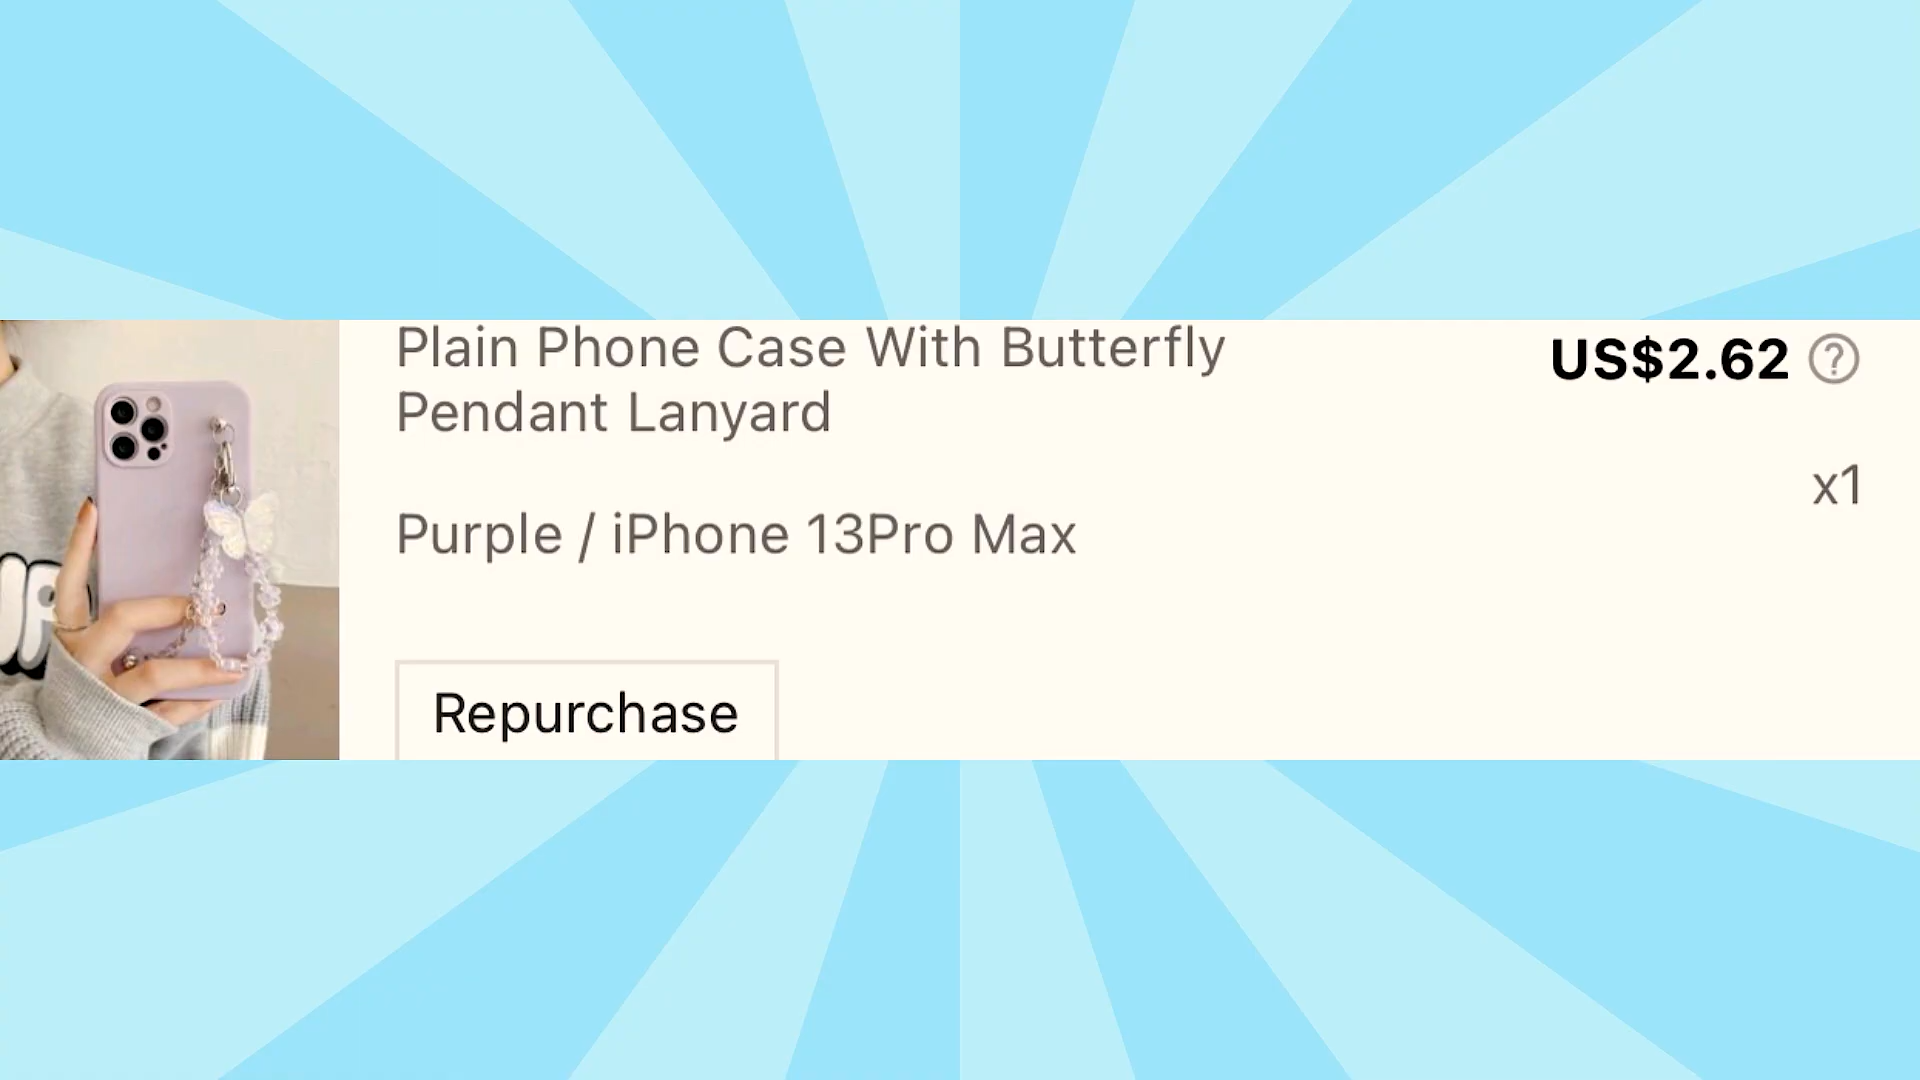 Plain Phone Case With Butterfly
Pendant Lanyard
US$2.62 ?
x1
Purple / iPhone 13Pro Max
Repurchase